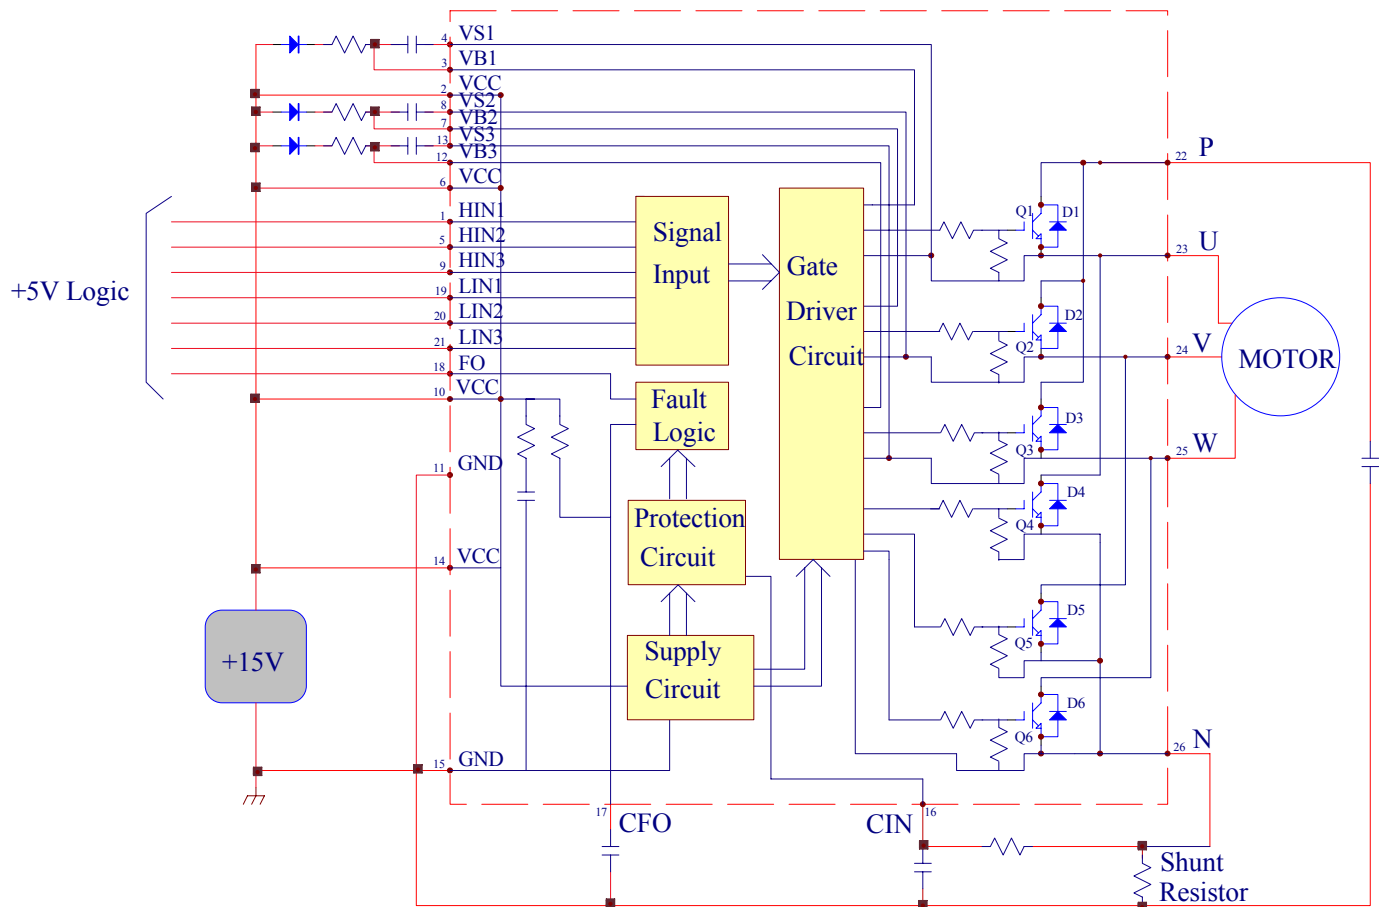 4 VS1
3 VB1
2 VCC
8 VS2
7 VB2
13 VS3
12 VB3
6 VCC
1 HIN1
5 HIN2
9 HIN3
19 LIN1
20 LIN2
21 LIN3
18 FO
10 VCC
11 GND
14 VCC
15 GND
+5V Logic
+15V
Signal
Input
Fault
Logic
Protection
Circuit
Supply
Circuit
Gate
Driver
Circuit
Q1 D1
Q2 D2
Q3 D3
Q4 D4
Q5 D5
Q6 D6
22 P
23 U
24 V
25 W
26 N
MOTOR
17 CFO
16 CIN
Shunt
Resistor